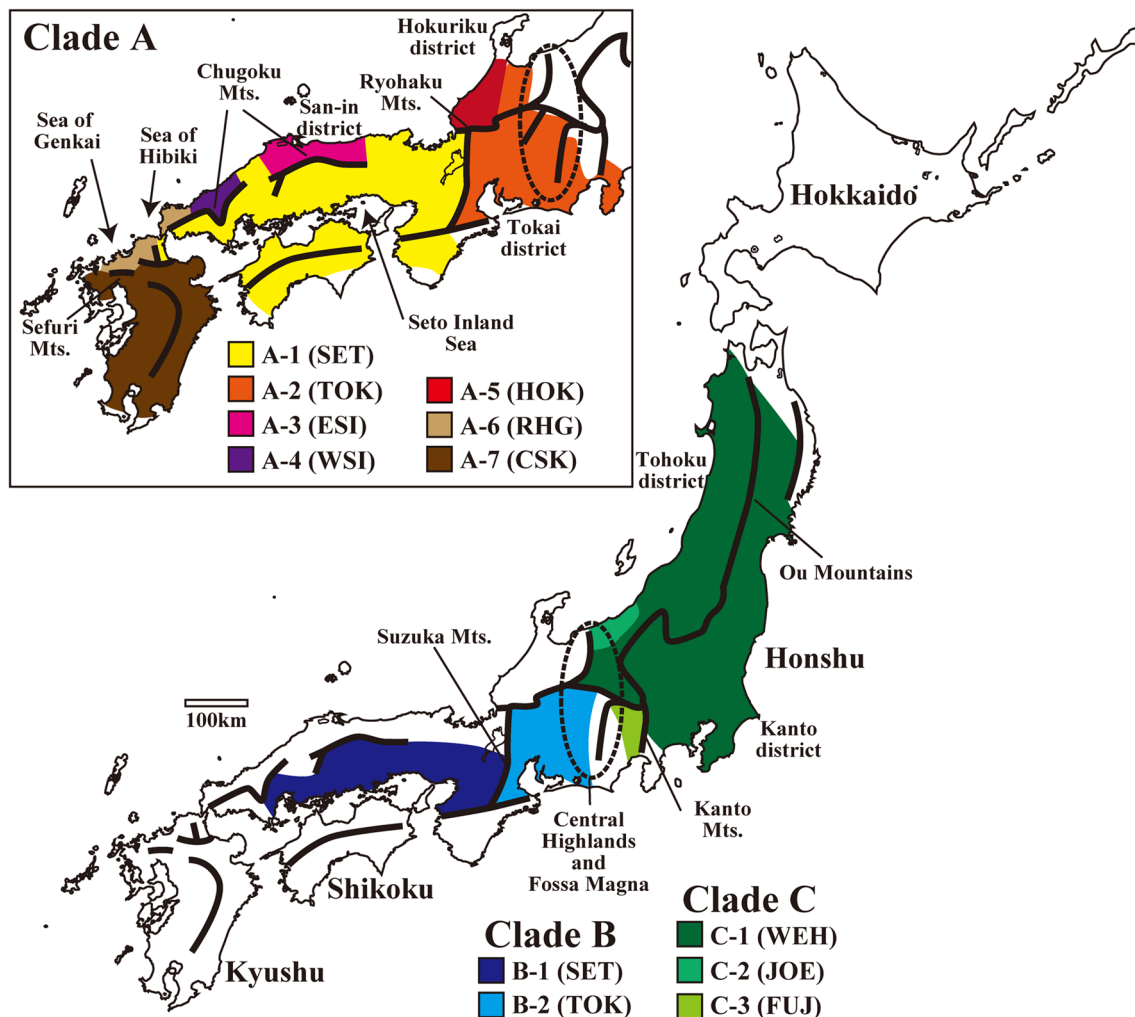 Clade A
Hokuriku
district
Chugoku
Mts.
Ryohaku
Mts.
San-in
district
Sea of
Genkai
Sea of
Hibiki
Tokai
district
Sefuri
Mts.
Seto Inland
Sea
A-1 (SET)
A-2 (TOK)
A-3 (ESI)
A-4 (WSI)
A-5 (HOK)
A-6 (RHG)
A-7 (CSK)
Hokkaido
Tohoku
district
Ou Mountains
Suzuka Mts.
Honshu
100km
Kanto
district
Kanto
Mts.
Central
Highlands
and
Fossa Magna
Shikoku
Kyushu
Clade B
B-1 (SET)
B-2 (TOK)
Clade C
C-1 (WEH)
C-2 (JOE)
C-3 (FUJ)